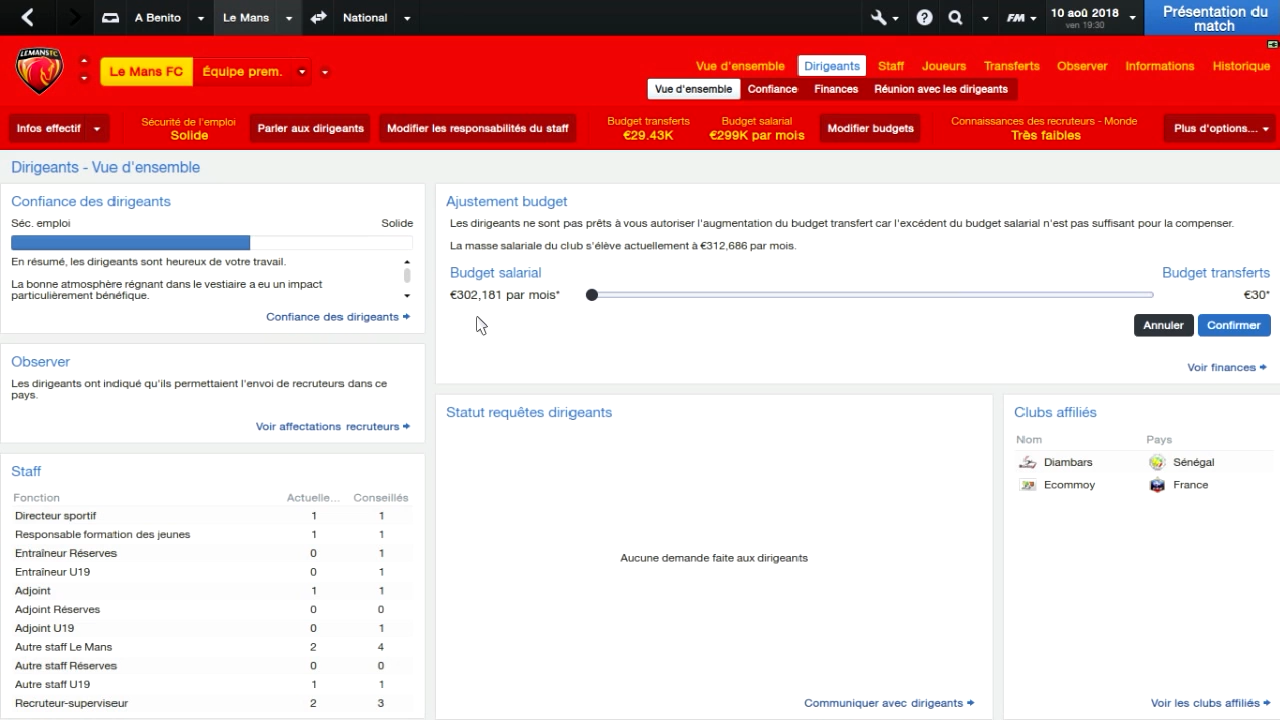 A Benito
Le Mans
National
FM
10 aoû 2018
ven 19:30
Présentation du match
LE MANS FC
Le Mans FC
Équipe prem.
Vue d'ensemble
Dirigeants
Staff
Joueurs
Transferts
Observer
Informations
Historique
Vue d'ensemble
Confiance
Finances
Réunion avec les dirigeants
Infos effectif
Sécurité de l'emploi
Solide
Parler aux dirigeants
Modifier les responsabilités du staff
Budget transferts
€29.43K
Budget salarial
€299K par mois
Modifier budgets
Connaissances des recruteurs - Monde
Très faibles
Plus d'options....
Dirigeants - Vue d'ensemble
Confiance des dirigeants
Séc. emploi Solide
En résumé, les dirigeants sont heureux de votre travail.
La bonne atmosphère régnant dans le vestiaire a eu un impact
particulièrement bénéfique.
Confiance des dirigeants
Observer
Les dirigeants ont indiqué qu'ils permettaient l'envoi de recruteurs dans ce
pays.
Voir affectations recruteurs
Staff
Fonction Actuelle... Conseillés
Directeur sportif 1 1
Responsable formation des jeunes 1 1
Entraîneur Réserves 0 1
Entraîneur U19 0 1
Adjoint 1 1
Adjoint Réserves 0 0
Adjoint U19 0 1
Autre staff Le Mans 2 4
Autre staff Réserves 0 0
Autre staff U19 1 1
Recruteur-superviseur 2 3
Ajustement budget
Les dirigeants ne sont pas prêts à vous autoriser l'augmentation du budget transfert car l'excédent du budget salarial n'est pas suffisant pour la compenser.
La masse salariale du club s'élève actuellement à €312,686 par mois.
Budget salarial Budget transferts
€302,181 par mois* €30*
Annuler Confirmer
Voir finances
Statut requêtes dirigeants
Aucune demande faite aux dirigeants
Communiquer avec dirigeants
Clubs affiliés
Nom Pays
Diambars Sénégal
Ecommoy France
Voir les clubs affiliés